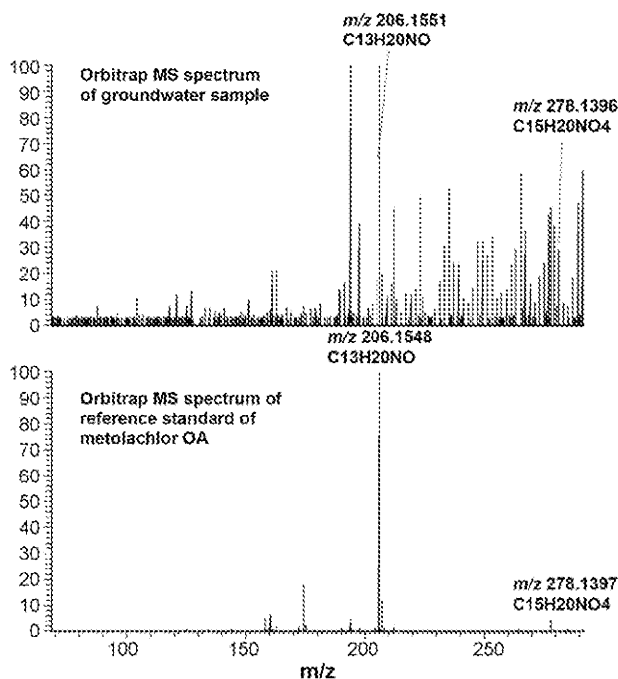 m/z 206.1551
C13H20NO
Orbitrap MS spectrum
of groundwater sample
m/z 278.1396
C15H20NO4
100
90
80
70
60
50
40
30
20
10
0
m/z 206.1548
C13H20NO
Orbitrap MS spectrum of
reference standard of
metolachlor OA
m/z 278.1397
C15H20NO4
100
90
80
70
60
50
40
30
20
10
0
100 150 200 250
m/z